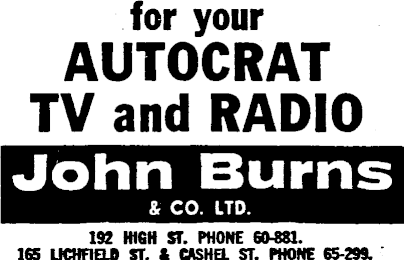 for your
AUTOCRAT
TV and RADIO
John Burns
& CO. LTD.
192 HIGH ST. PHONE 60-881.
165 LICHFIELD ST. & CASHEL ST. PHONE 65-299.